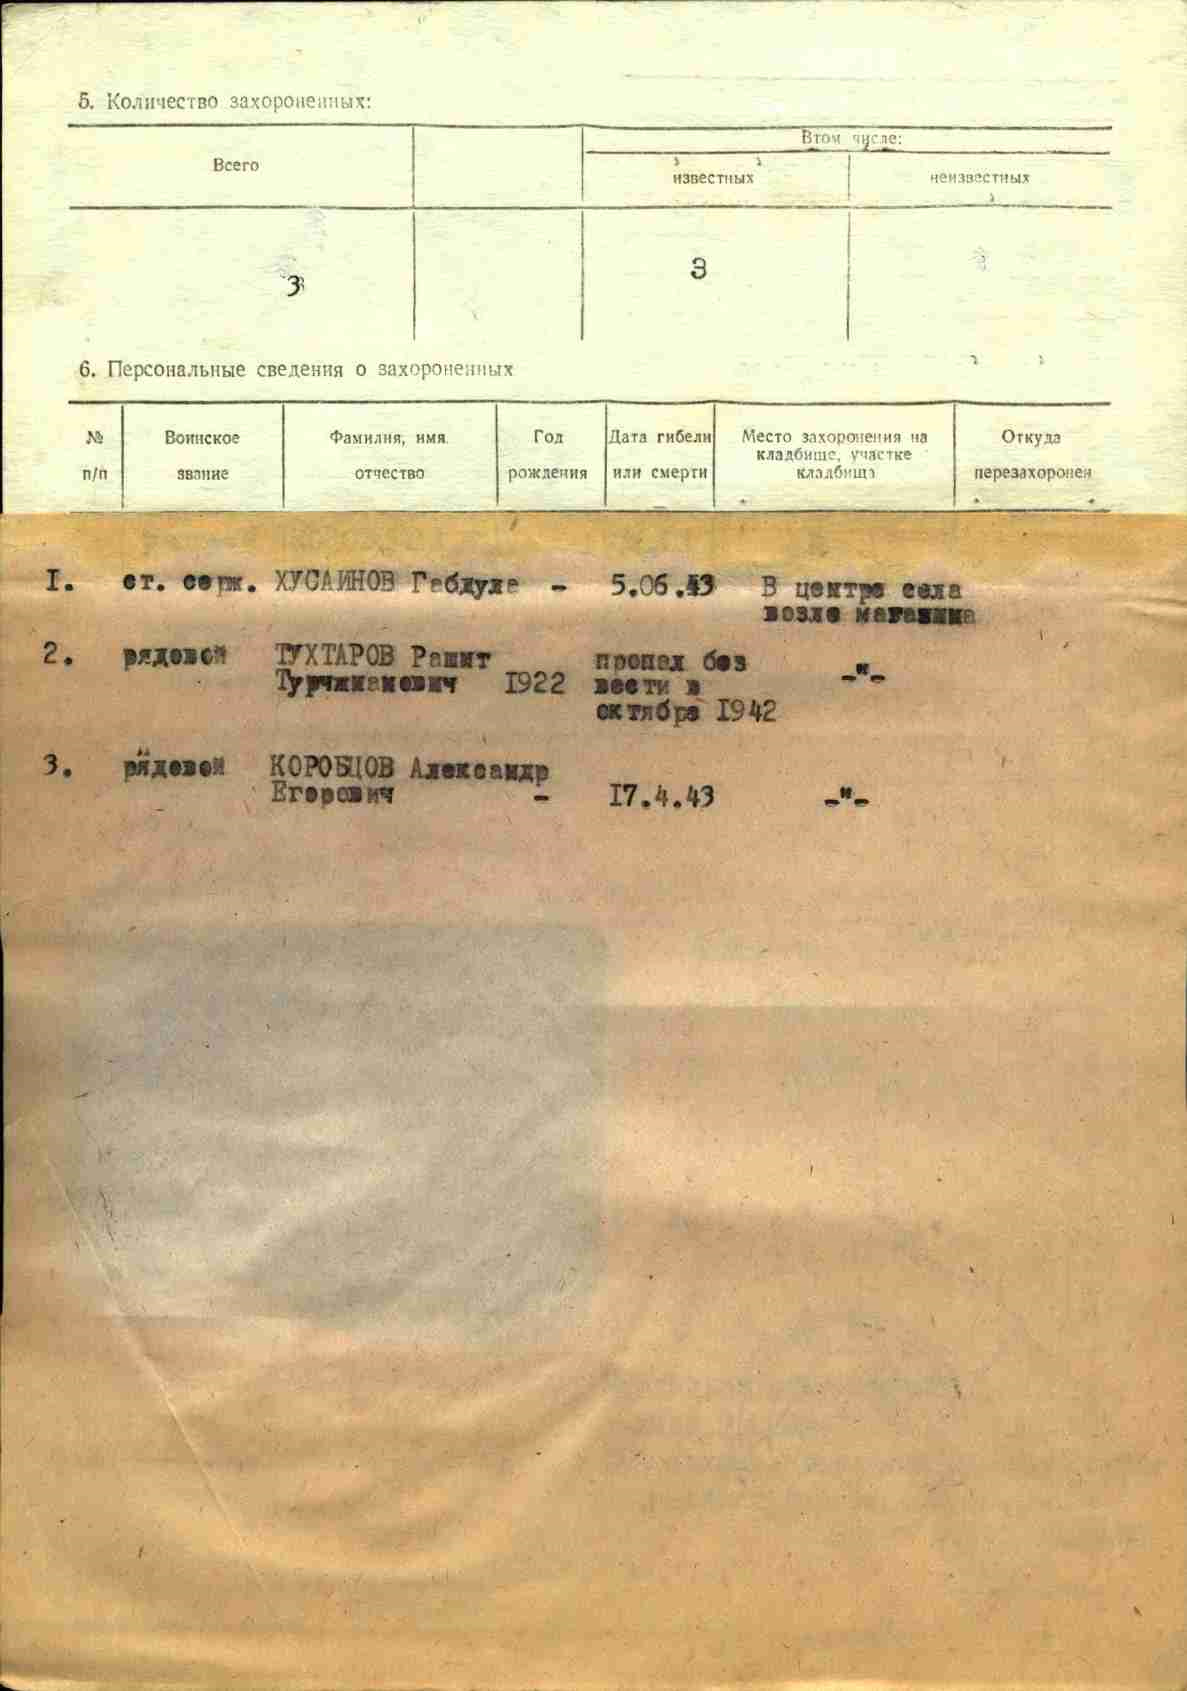 5. Количество захороненных:
Всего
В том числе:
известных
неизвестных
3
3
6. Персональные сведения о захороненных
№ п/п
Воинское звание
Фамилия, имя, отчество
Год рождения
Дата гибели или смерти
Место захоронения на кладбище, участке кладбища
Откуда перезахоронен
1. ст. серж. ХУСАИНОВ Габдула - 5.06.43 В центре села
возле магазина
2. рядовой ТУХТАРОВ Рашит пропал без -"-
1922 вести в
октября 1942
3. рядовой КОРОБЦОВ Александр
Егорович - 17.4.43 -"-